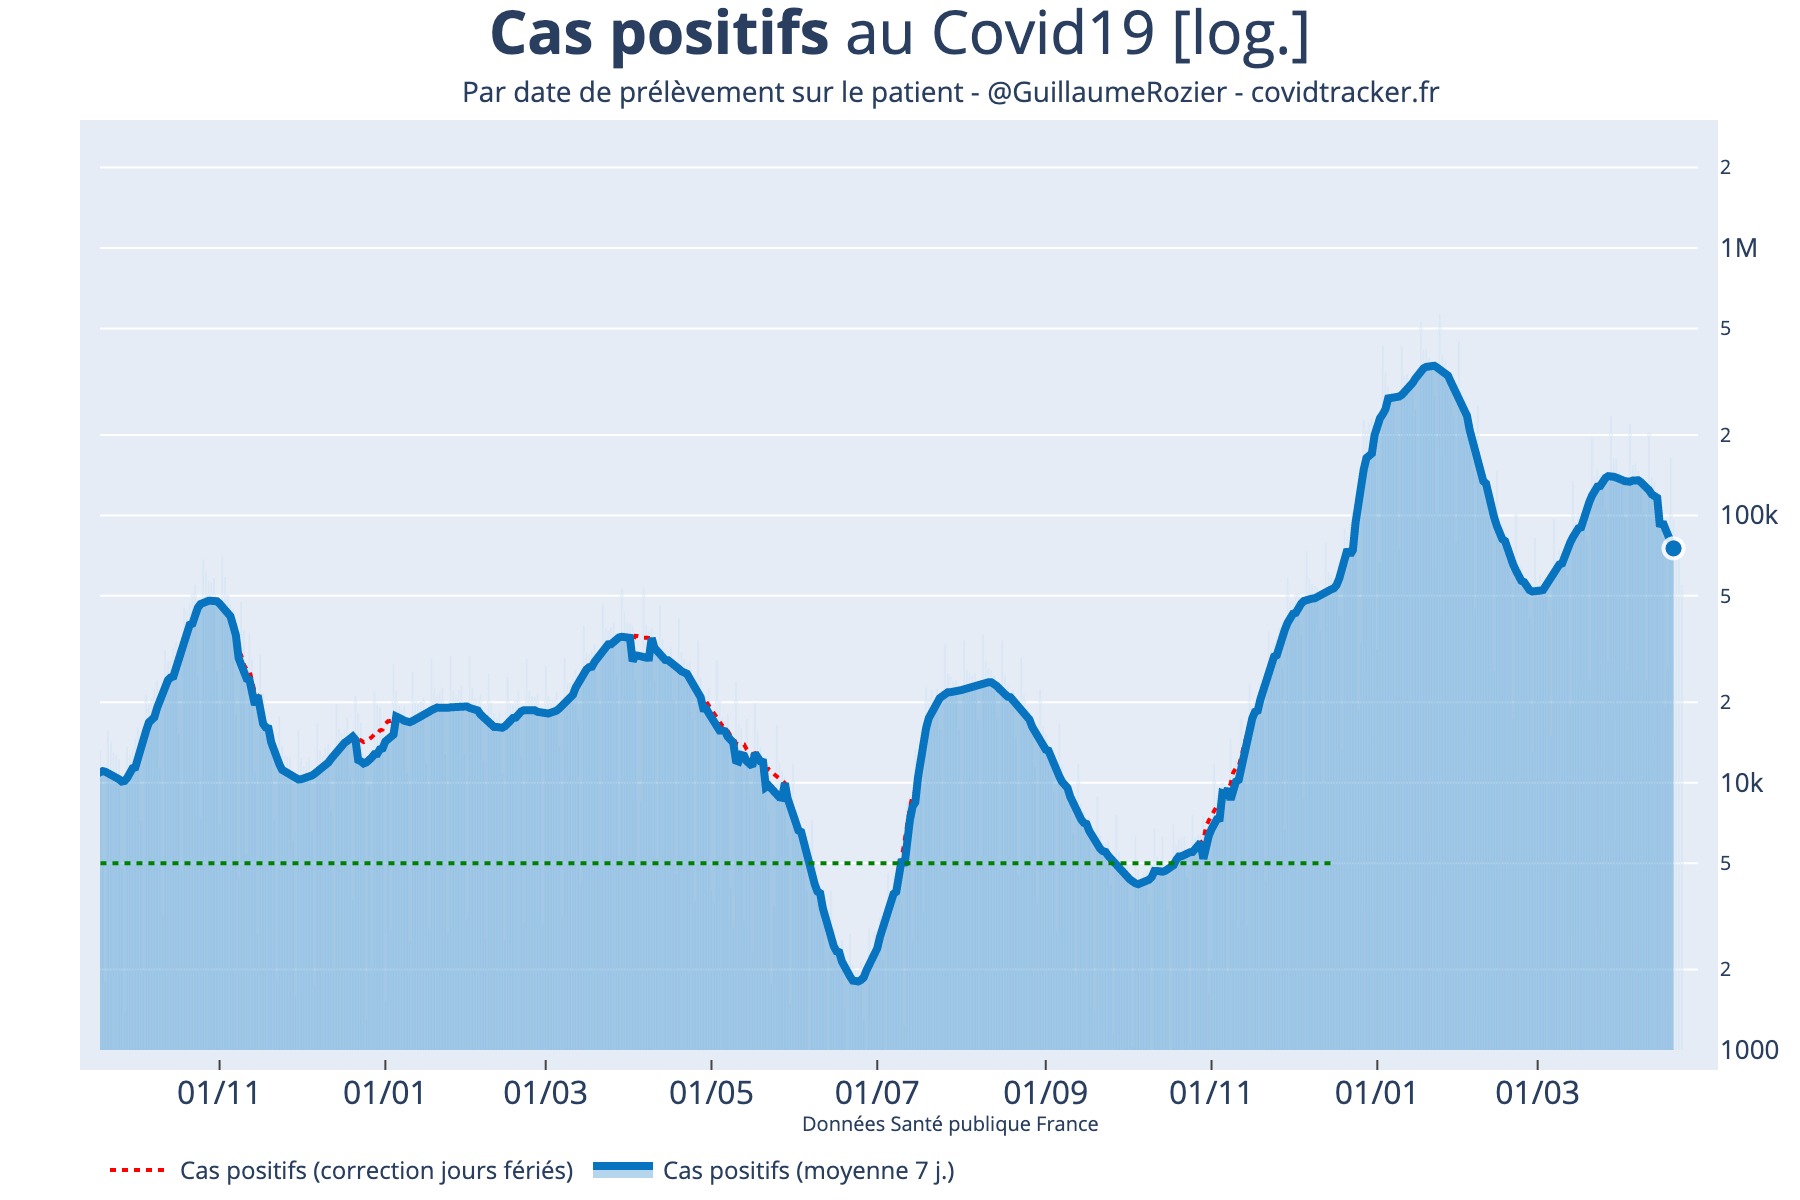 Cas positifs au Covid19 [log.]
Par date de prélèvement sur le patient - @GuillaumeRozier - covidtracker.fr
2
1M
5
2
100k
5
2
10k
5
2
1000
01/11 01/01 01/03 01/05 01/07 01/09 01/11 01/01 01/03
Données Santé publique France
Cas positifs (correction jours fériés) Cas positifs (moyenne 7 j.)